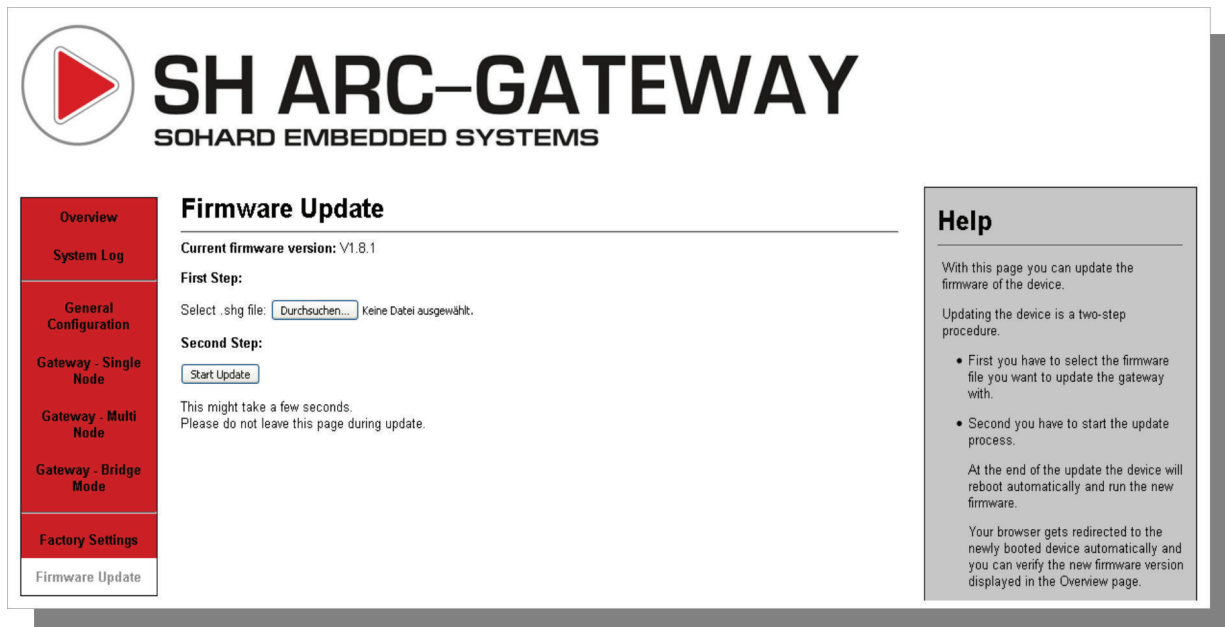 SH ARC–GATEWAY
SOHARD EMBEDDED SYSTEMS
Overview
System Log
General
Configuration
Gateway - Single
Node
Gateway - Multi
Node
Gateway - Bridge
Mode
Factory Settings
Firmware Update
Firmware Update
Current firmware version: V1.8.1
First Step:
Select .shg file: Durchsuchen... Keine Datei ausgewählt.
Second Step:
Start Update
This might take a few seconds.
Please do not leave this page during update.
Help
With this page you can update the
firmware of the device.
Updating the device is a two-step
procedure.
• First you have to select the firmware
file you want to update the gateway
with.
• Second you have to start the update
process.
At the end of the update the device will
reboot automatically and run the new
firmware.
Your browser gets redirected to the
newly booted device automatically and
you can verify the new firmware version
displayed in the Overview page.